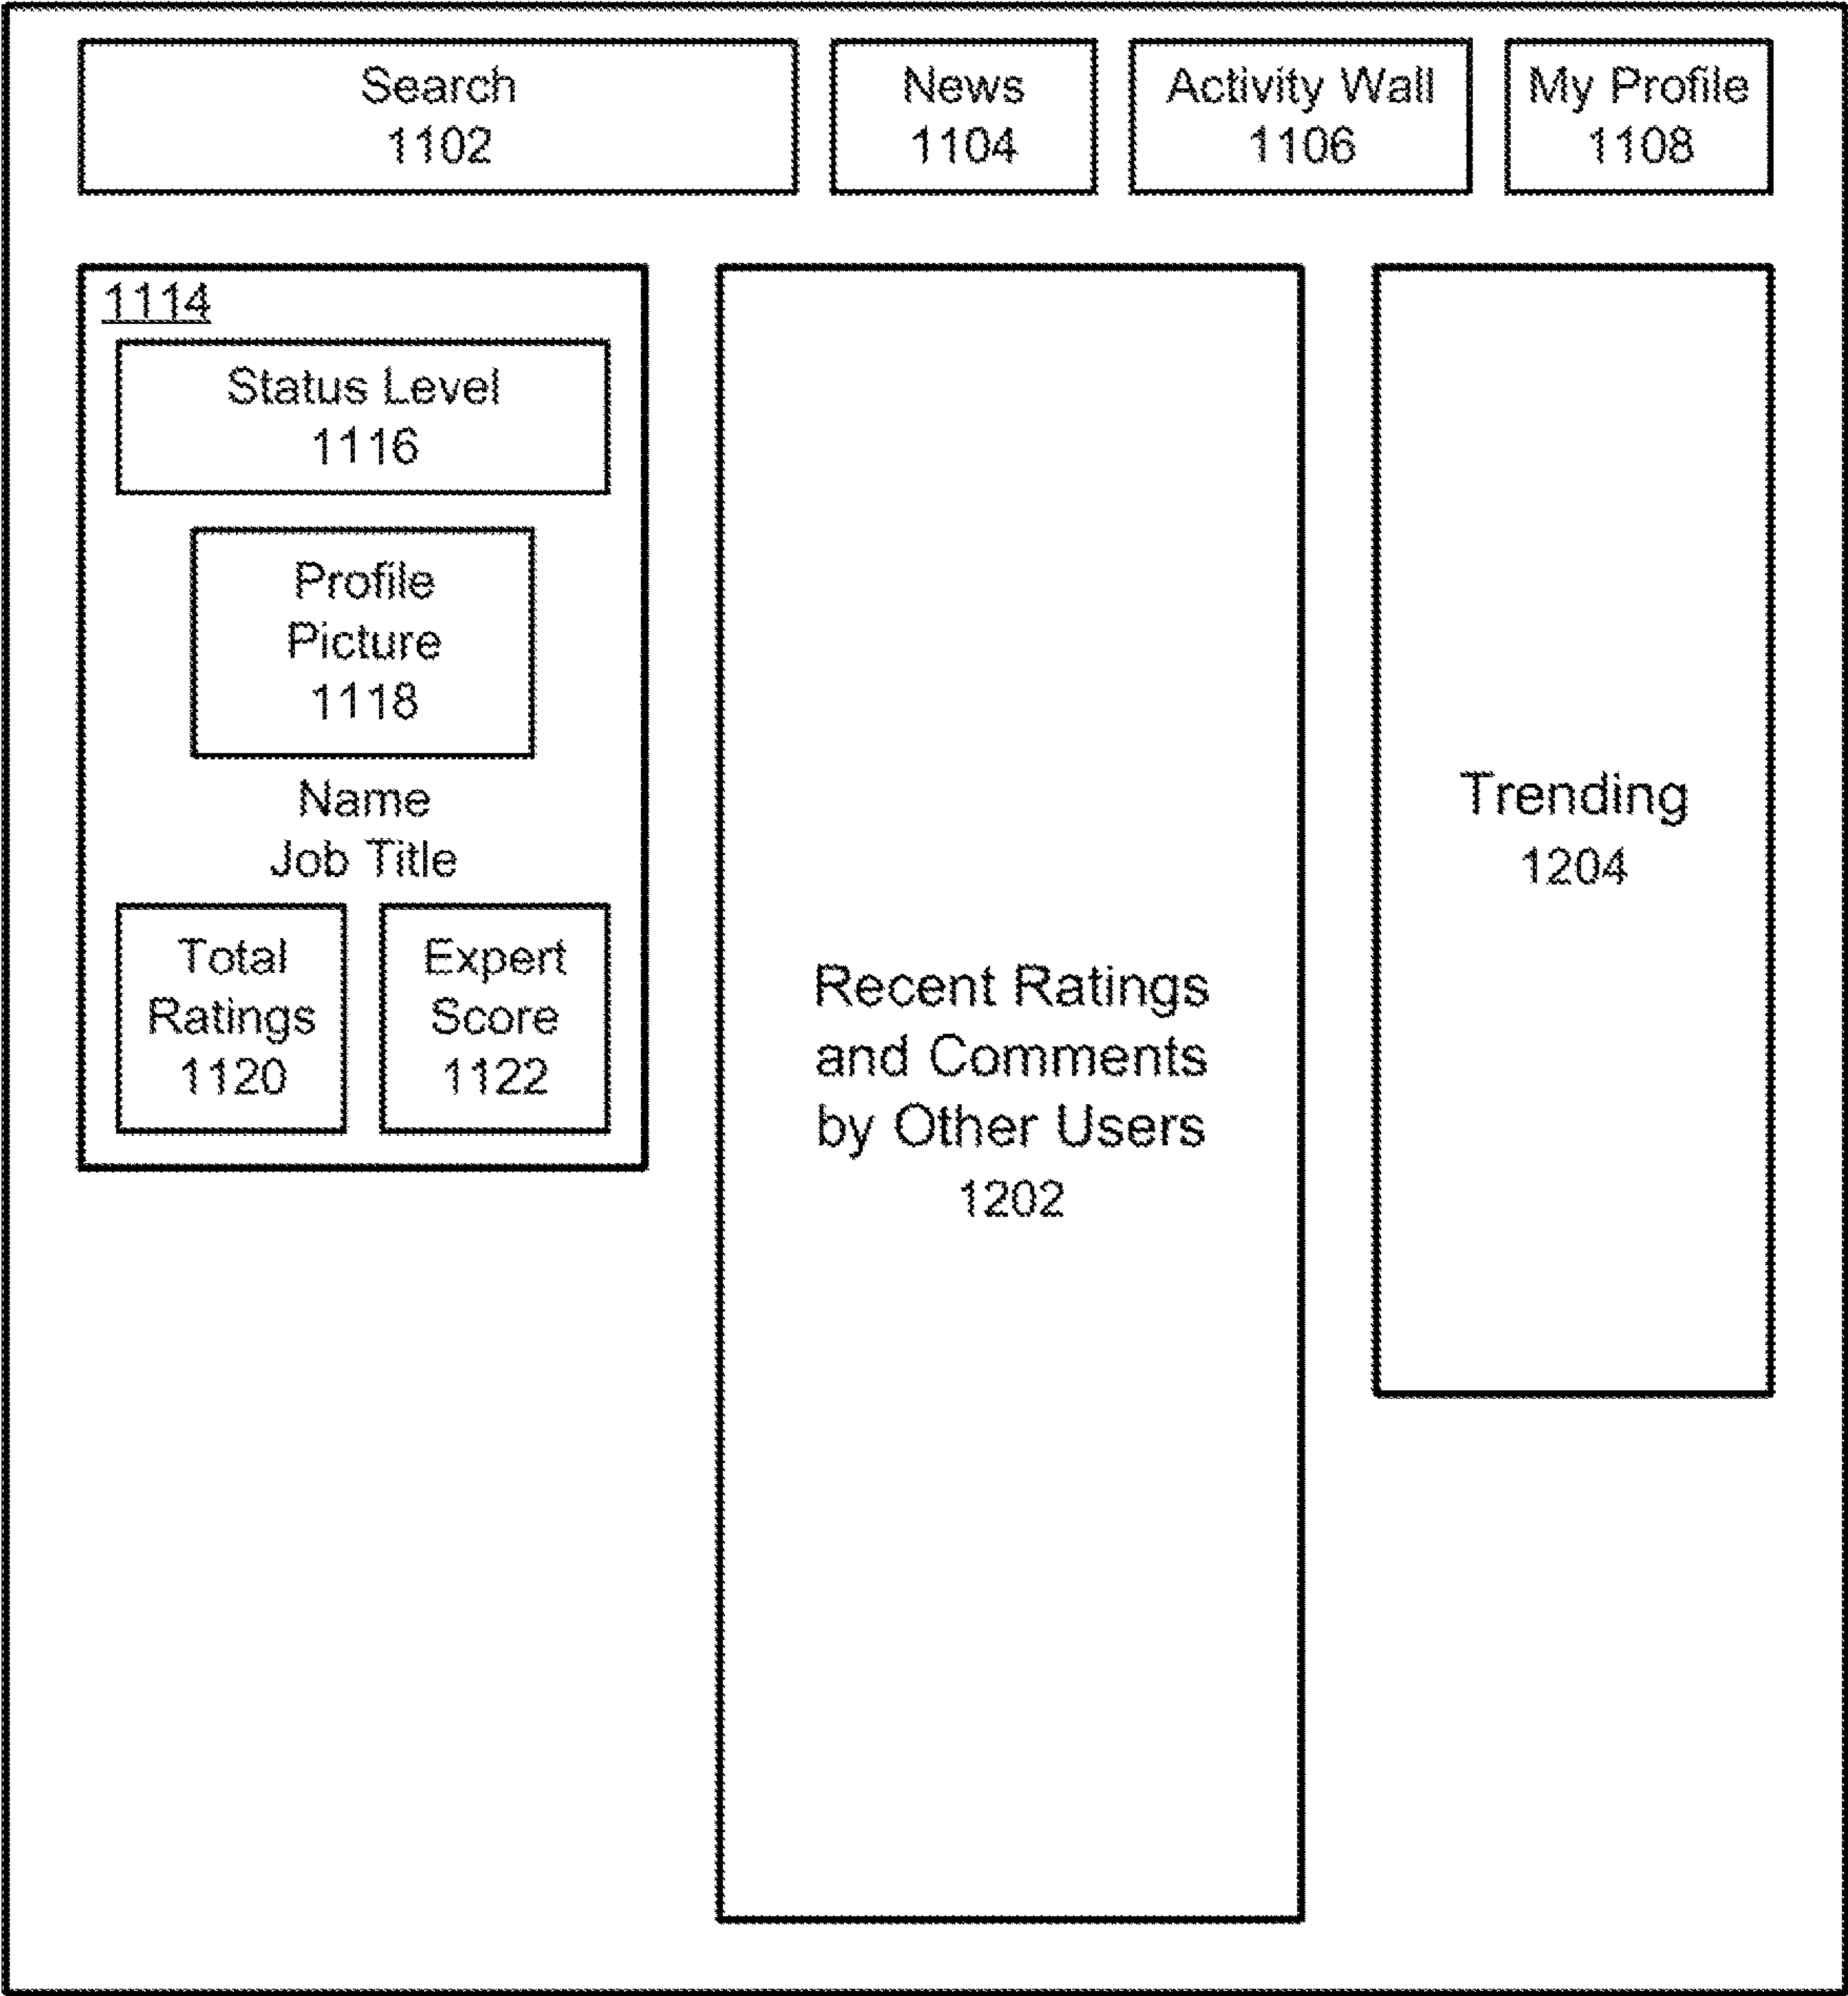 Search
1102
News
1104
Activity Wall
1106
My Profile
1108
1114
Status Level
1116
Profile
Picture
1118
Name
Job Title
Total
Ratings
1120
Expert
Score
1122
Recent Ratings
and Comments
by Other Users
1202
Trending
1204